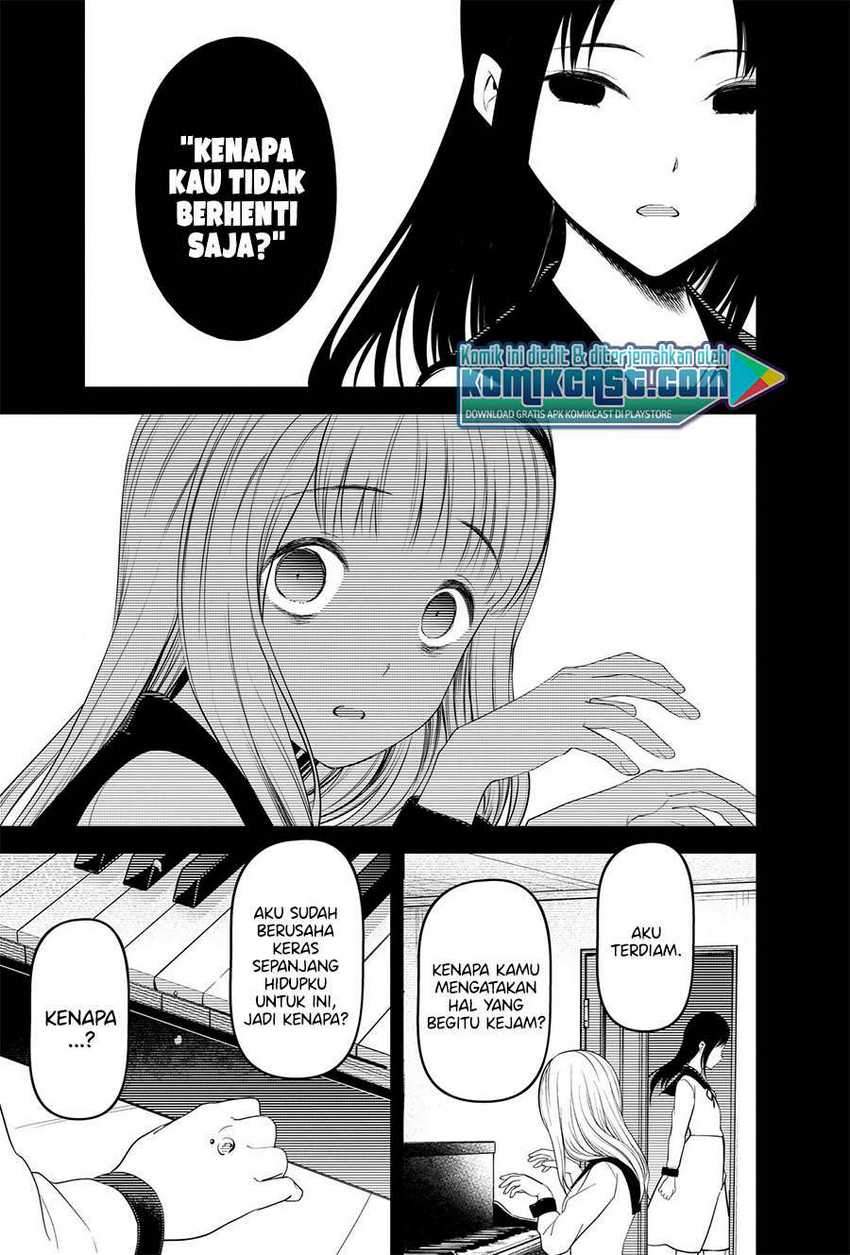 "KENAPA
KAU TIDAK
BERHENTI
SAJA?"
Komik ini diedit & diterjemahkan oleh
KOMIKCAST.COM
DOWNLOAD GRATIS APK KOMIKCAST DI PLAYSTORE
AKU
TERDIAM.
KENAPA KAMU
MENGATAKAN
HAL YANG
BEGITU KEJAM?
AKU SUDAH
BERUSAHA
KERAS
SEPANJANG
HIDUPKU
UNTUK INI,
JADI KENAPA?
KENAPA
...?